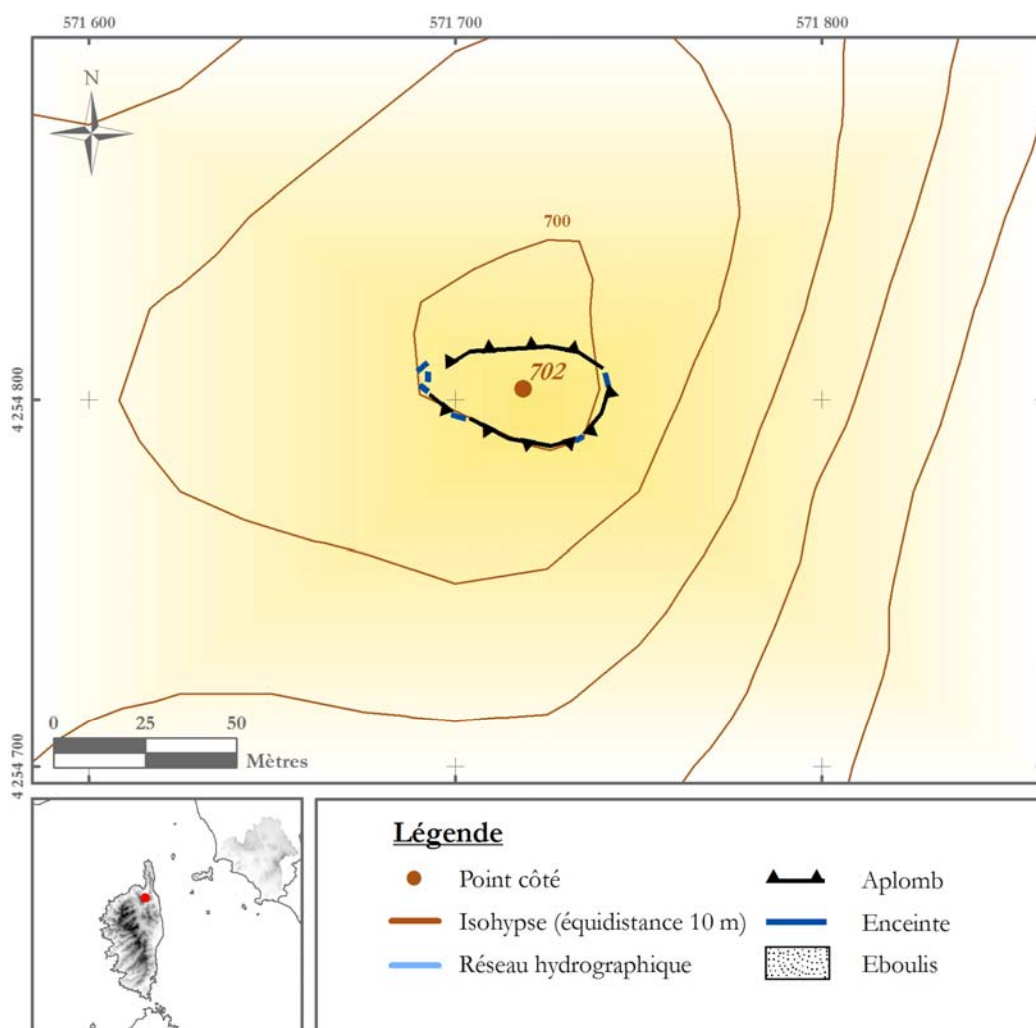 571 600
571 700
571 800
N
700
702
4 254 800
4 254 700
0
25
50
Mètres
Légende
Point côté
Isohypse (équidistance 10 m)
Réseau hydrographique
Aplomb
Enceinte
Eboulis